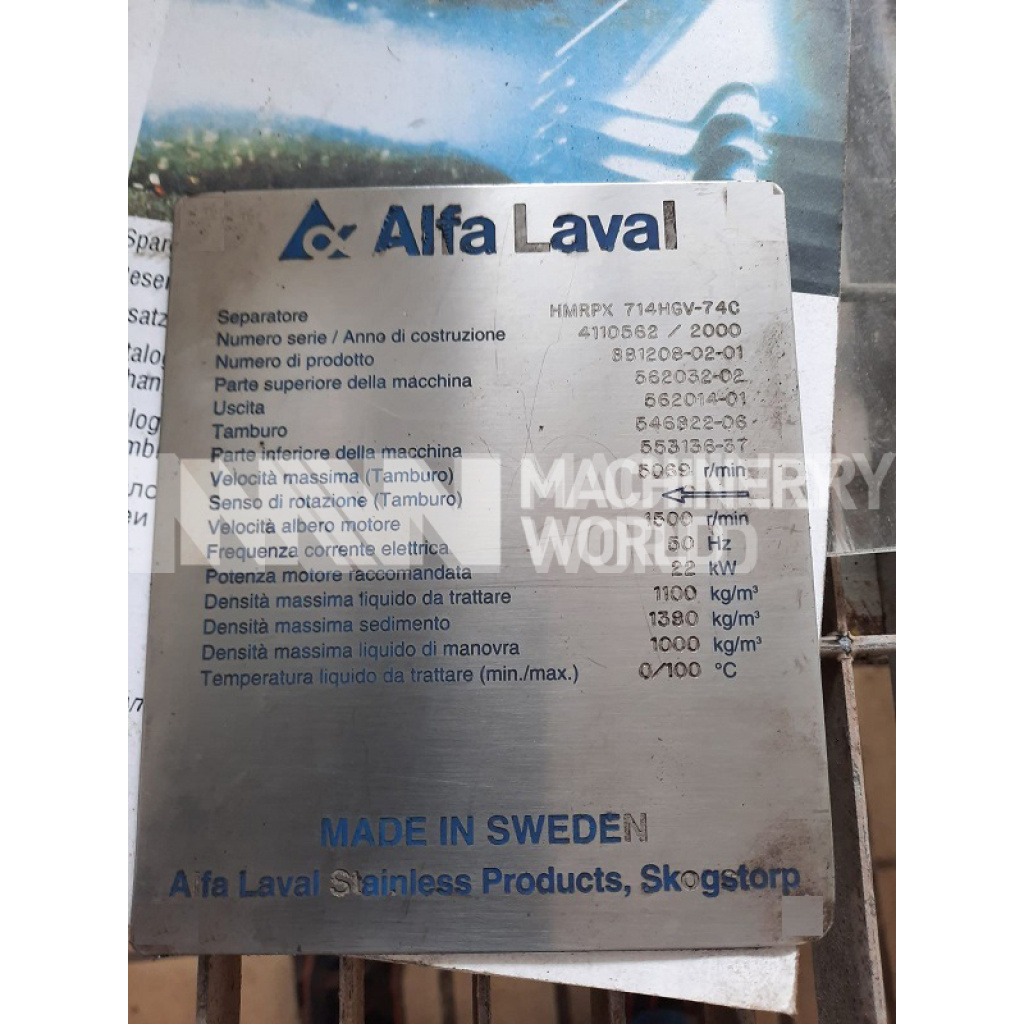 Alfa Laval
Separatore HMRPX 714HGV-74C
Numero serie / Anno di costruzione 4110562 / 2000
Numero di prodotto 881208-02-01
Parte superiore della macchina 562032-02
Uscita 562014-01
Tamburo 546822-06
Parte inferiore della macchina 553136-37
Velocità massima (Tamburo) 5069 r/min
Senso di rotazione (Tamburo)
Velocità albero motore 1500 r/min
Frequenza corrente elettrica 50 Hz
Potenza motore raccomandata 22 kW
Densità massima liquido da trattare 1100 kg/m³
Densità massima sedimento 1380 kg/m³
Densità massima liquido di manovra 1000 kg/m³
Temperatura liquido da trattare (min./max.) 0/100 °C
MACHINERRY
WORLD
MADE IN SWEDEN
Alfa Laval Stainless Products, Skogstorp